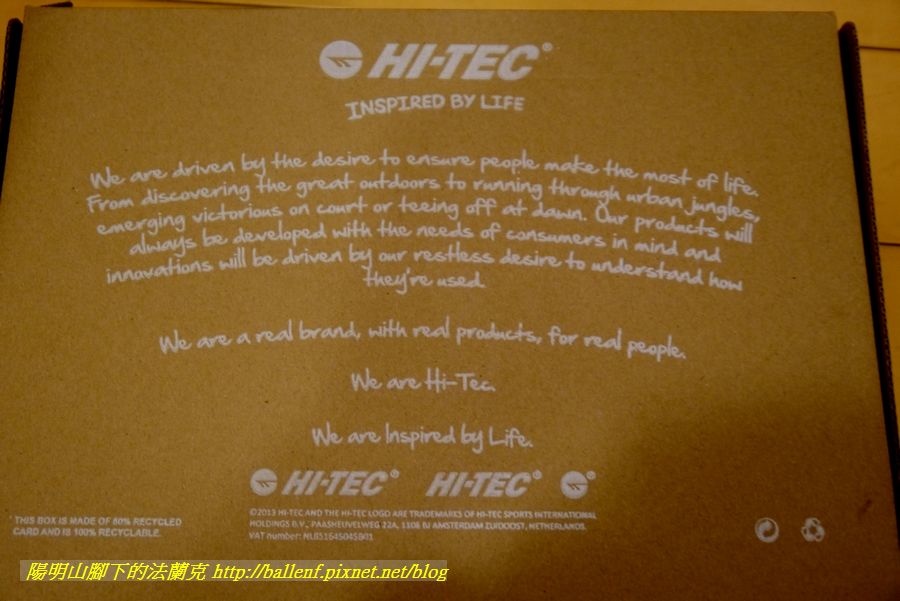 HI-TEC®
INSPIRED BY LIFE
We are driven by the desire to ensure people make the most of life.
From discovering the great outdoors to running through urban jungles,
emerging victorious on court or teeing off at dawn. Our products will
always be developed with the needs of consumers in mind and
innovations will be driven by our restless desire to understand how
they're used.
We are a real brand, with real products, for real people.
We are Hi-Tec.
We are Inspired by Life.
HI-TEC® HI-TEC® ®
©2013 HI-TEC AND THE HI-TEC LOGO ARE TRADEMARKS OF HI-TEC SPORTS INTERNATIONAL
HOLDINGS B.V., PAASHEUVELWEG 22A, 1106 BJ AMSTERDAM ZUIDOOST, NETHERLANDS.
VAT number: NL851645045B01
* THIS BOX IS MADE OF 80% RECYCLED
CARD AND IS 100% RECYCLABLE.
陽明山腳下的法蘭克 http://ballenf.pixnet.net/blog